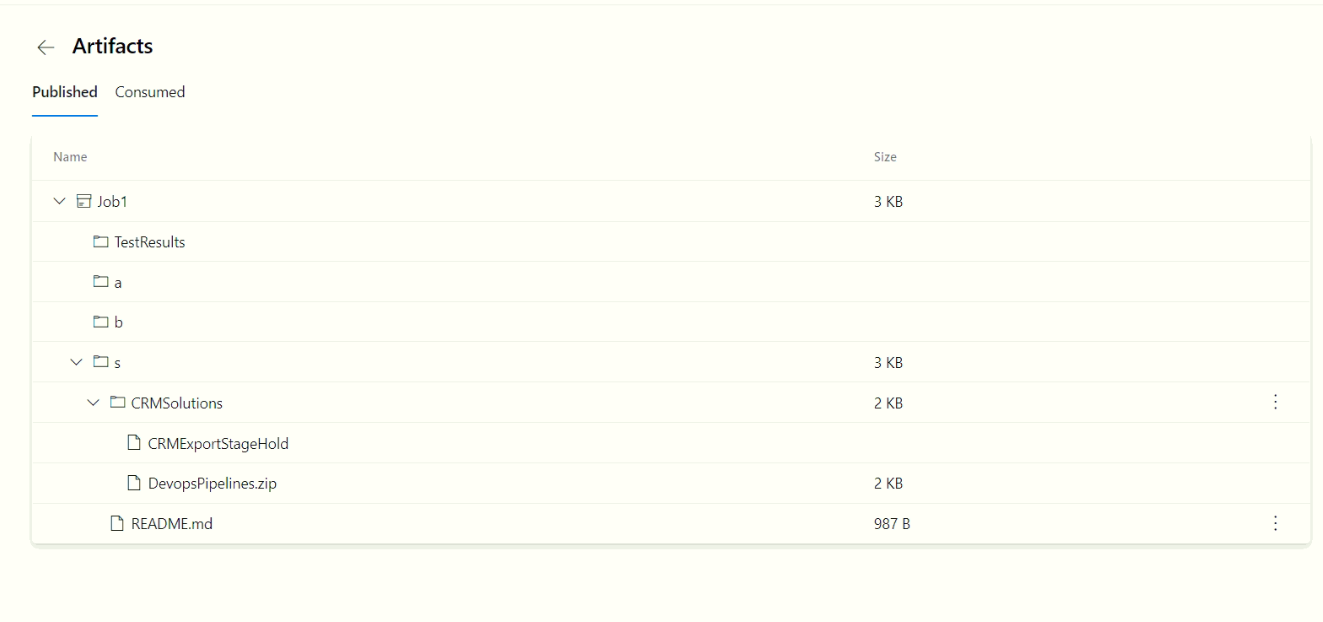 Artifacts
Published Consumed
Name Size
Job1 3 KB
TestResults
a
b
s 3 KB
CRMSolutions 2 KB
CRMExportStageHold
DevopsPipelines.zip 2 KB
README.md 987 B